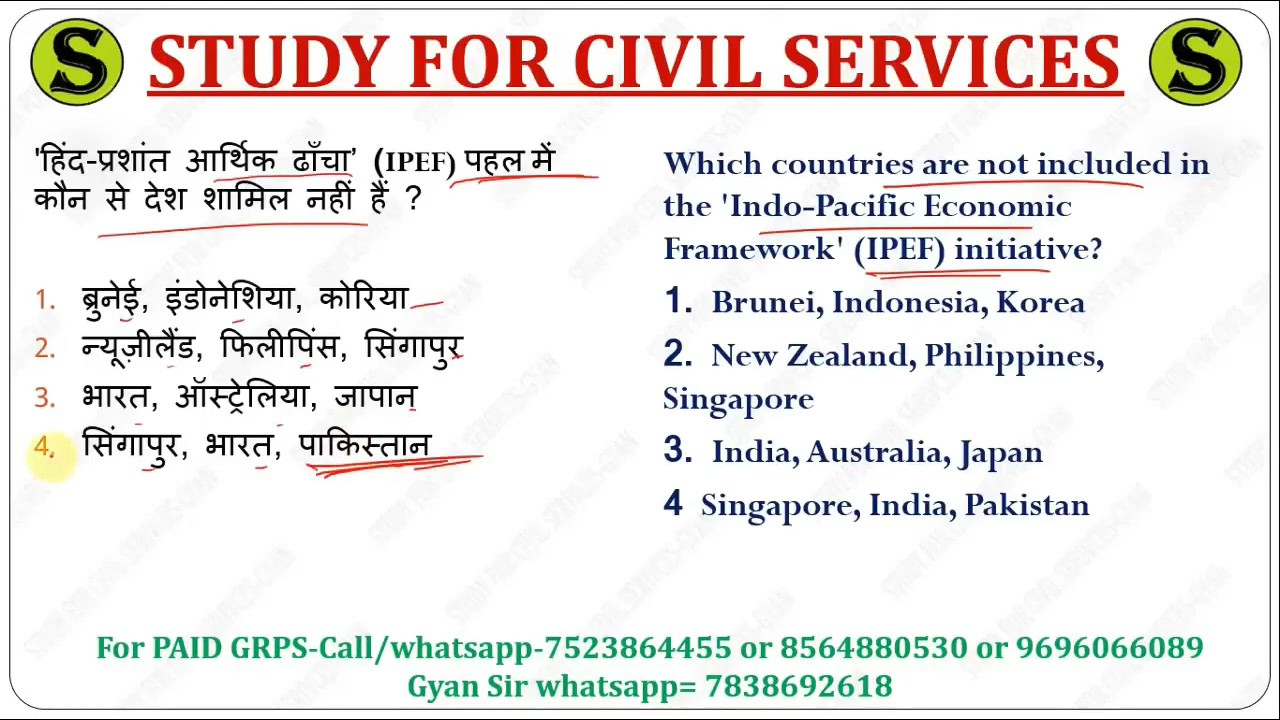 S STUDY FOR CIVIL SERVICES S
'हिंद-प्रशांत आर्थिक ढाँचा’ (IPEF) पहल में
कौन से देश शामिल नहीं हैं ?
1. ब्रुनेई, इंडोनेशिया, कोरिया
2. न्यूज़ीलैंड, फिलीपिंस, सिंगापुर
3. भारत, ऑस्ट्रेलिया, जापान
4. सिंगापुर, भारत, पाकिस्तान
Which countries are not included in
the 'Indo-Pacific Economic
Framework' (IPEF) initiative?
1. Brunei, Indonesia, Korea
2. New Zealand, Philippines,
Singapore
3. India, Australia, Japan
4 Singapore, India, Pakistan
For PAID GRPS-Call/whatsapp-7523864455 or 8564880530 or 9696066089
Gyan Sir whatsapp= 7838692618